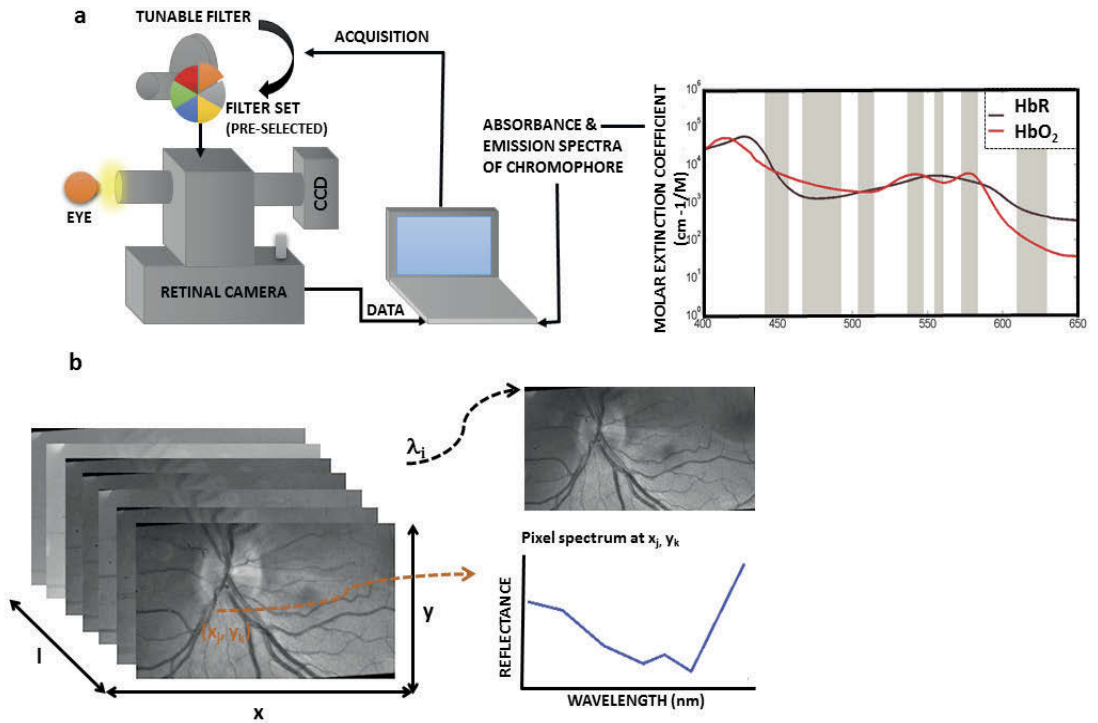 a
TUNABLE FILTER
ACQUISITION
FILTER SET
(PRE-SELECTED)
EYE
CCD
RETINAL CAMERA
DATA
ABSORBANCE &
EMISSION SPECTRA
OF CHROMOPHORE
MOLAR EXTINCTION COEFFICIENT
(cm -1/M)
10⁶
10⁵
10⁴
10³
10²
10¹
10⁰
400
450
500
550
600
650
HbR
HbO₂
b
λᵢ
(xⱼ, yₖ)
l
x
y
Pixel spectrum at xⱼ, yₖ
REFLECTANCE
WAVELENGTH (nm)